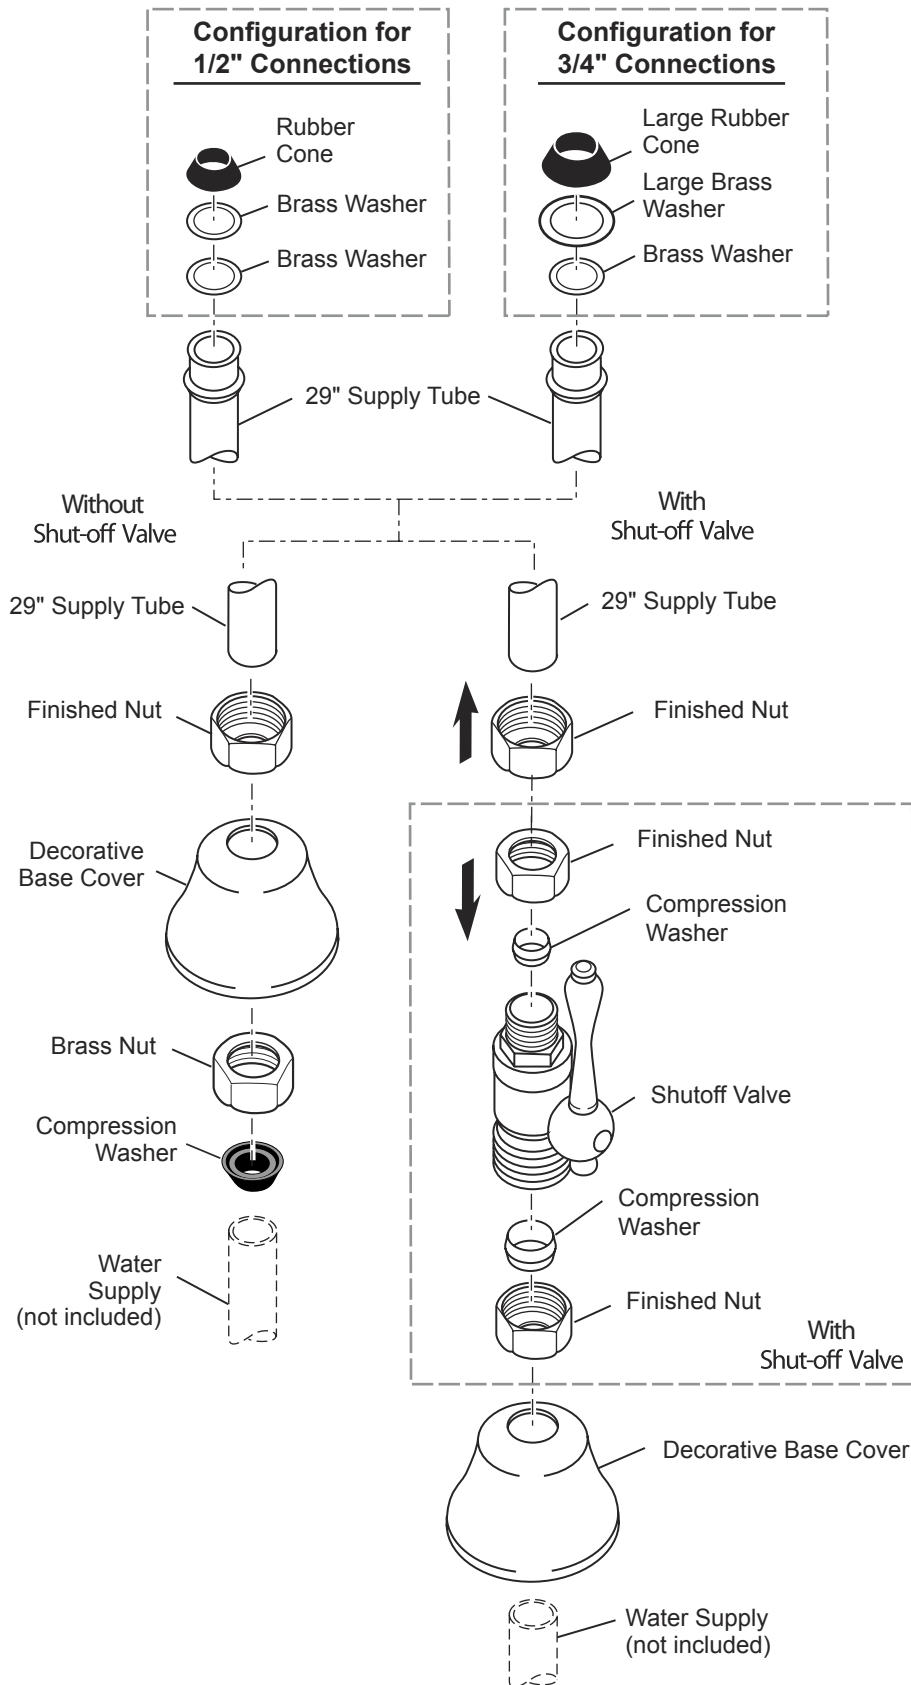 Configuration for
1/2" Connections
Rubber
Cone
Brass Washer
Brass Washer
Configuration for
3/4" Connections
Large Rubber
Cone
Large Brass
Washer
Brass Washer
29" Supply Tube
Without
Shut-off Valve
With
Shut-off Valve
29" Supply Tube
Finished Nut
Decorative
Base Cover
Brass Nut
Compression
Washer
Water
Supply
(not included)
29" Supply Tube
Finished Nut
Finished Nut
Compression
Washer
Shutoff Valve
Compression
Washer
Finished Nut
With
Shut-off Valve
Decorative Base Cover
Water Supply
(not included)